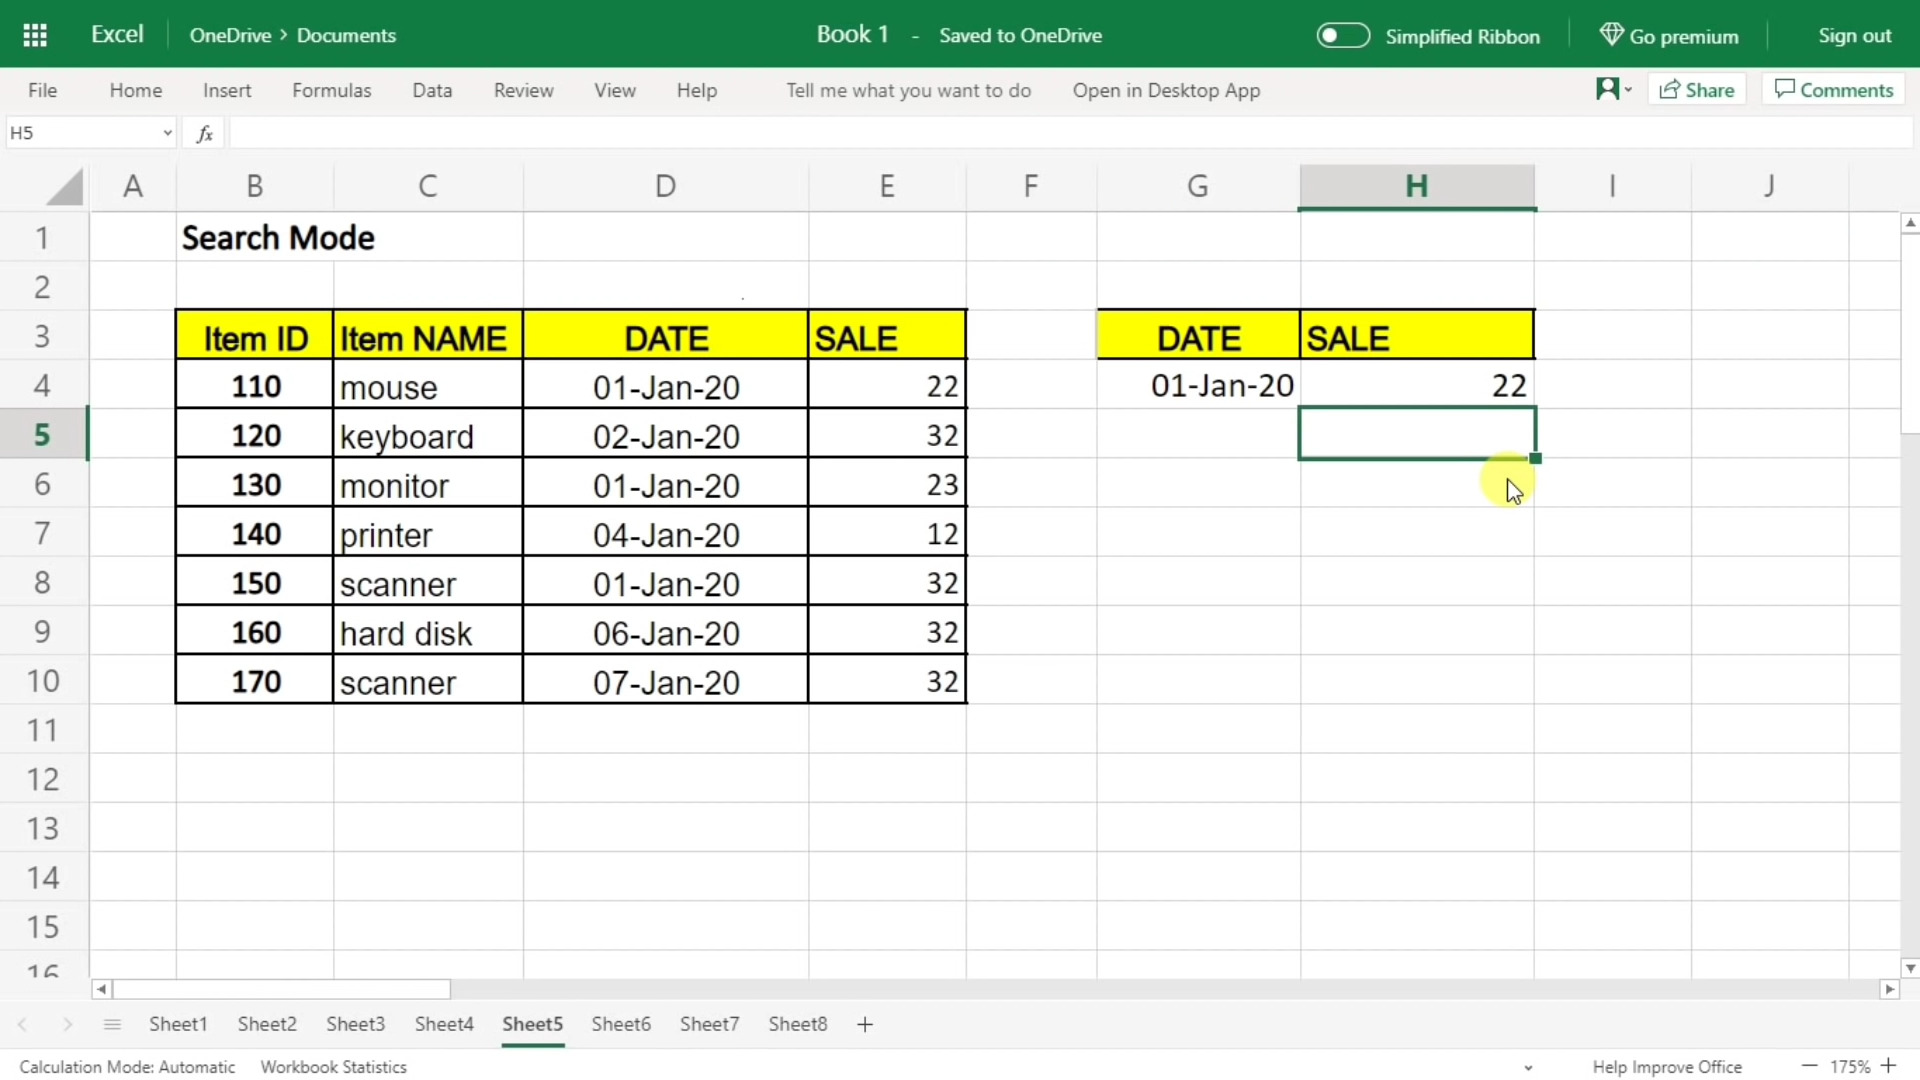 Excel OneDrive > Documents Book 1 - Saved to OneDrive Simplified Ribbon Go premium Sign out
File Home Insert Formulas Data Review View Help Tell me what you want to do Open in Desktop App Share Comments
H5 fx
A B C D E F G H I J
1 Search Mode
2
3 Item ID Item NAME DATE SALE DATE SALE
4 110 mouse 01-Jan-20 22 01-Jan-20 22
5 120 keyboard 02-Jan-20 32
6 130 monitor 01-Jan-20 23
7 140 printer 04-Jan-20 12
8 150 scanner 01-Jan-20 32
9 160 hard disk 06-Jan-20 32
10 170 scanner 07-Jan-20 32
11
12
13
14
15
16
Sheet1 Sheet2 Sheet3 Sheet4 Sheet5 Sheet6 Sheet7 Sheet8 +
Calculation Mode: Automatic Workbook Statistics Help Improve Office — 175% +